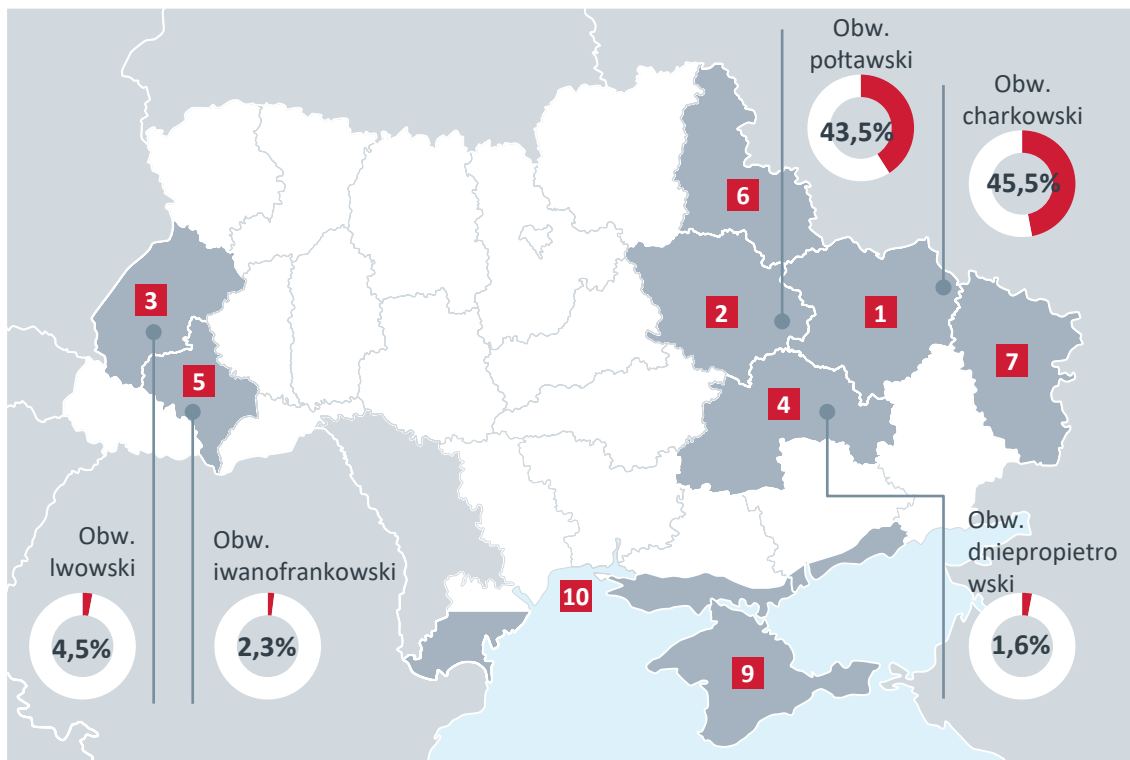 Obw.
połtawski
43,5%
Obw.
charkowski
45,5%
6
3
2
1
5
7
4
Obw.
lwowski
4,5%
Obw.
iwanofrankowski
2,3%
10
9
Obw.
dniepropietro
wski
1,6%